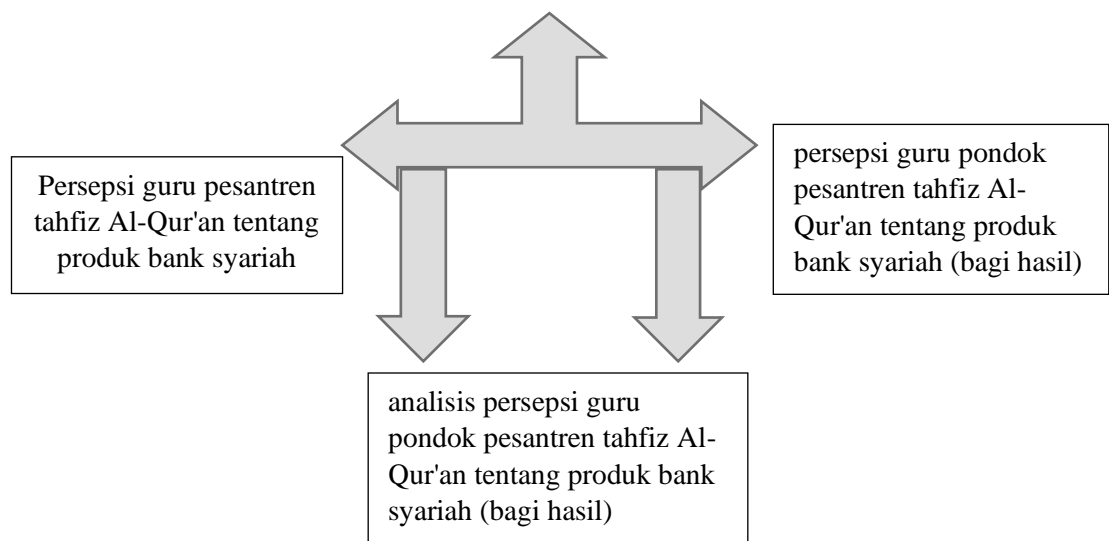 Persepsi guru pesantren
tahfiz Al-Qur'an tentang
produk bank syariah
persepsi guru pondok
pesantren tahfiz Al-
Qur'an tentang produk
bank syariah (bagi hasil)
analisis persepsi guru
pondok pesantren tahfiz Al-
Qur'an tentang produk bank
syariah (bagi hasil)